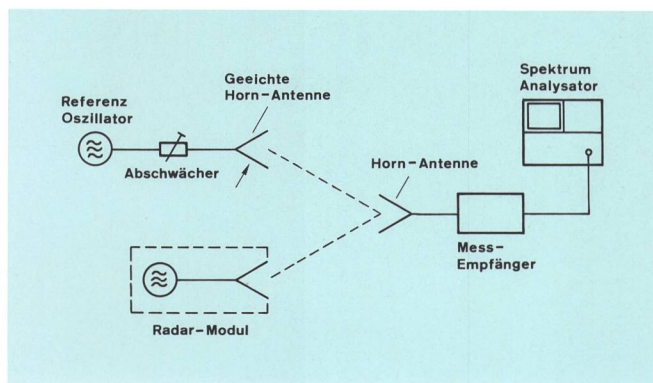 Geeichte
Horn-Antenne
Referenz
Oszillator
Abschwächer
Radar-Modul
Horn-Antenne
Mess-
Empfänger
Spektrum
Analysator